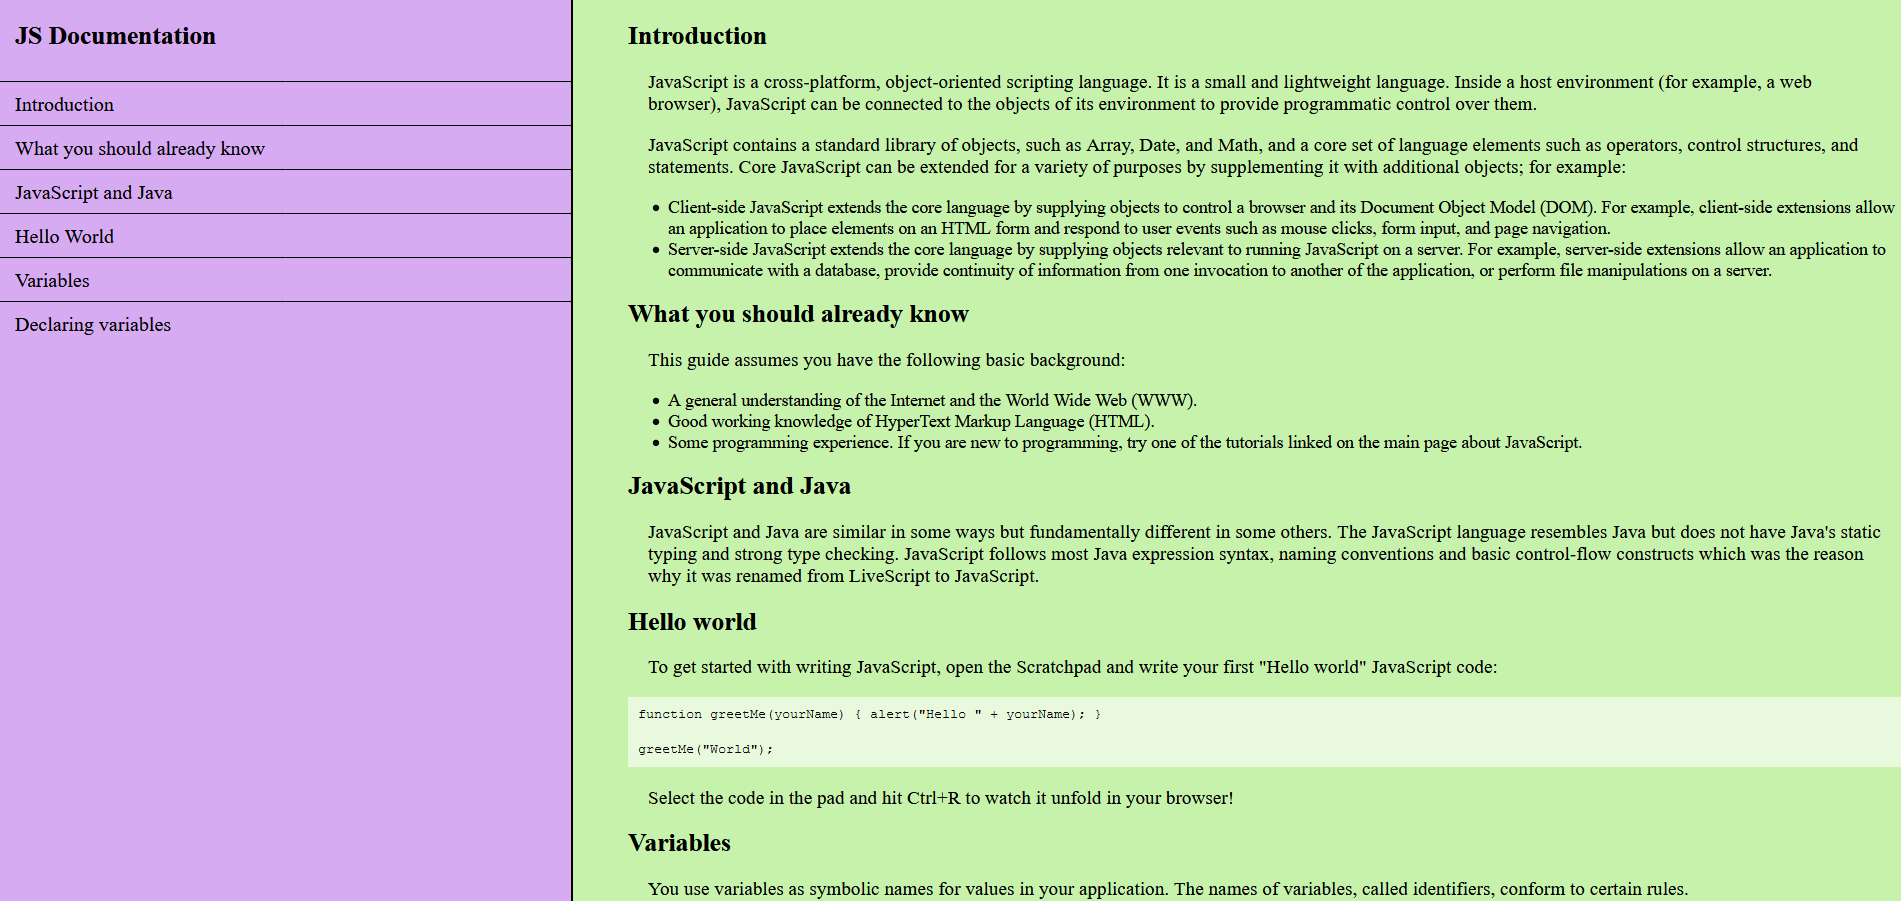 JS Documentation
Introduction
What you should already know
JavaScript and Java
Hello World
Variables
Declaring variables
Introduction
JavaScript is a cross-platform, object-oriented scripting language. It is a small and lightweight language. Inside a host environment (for example, a web
browser), JavaScript can be connected to the objects of its environment to provide programmatic control over them.
JavaScript contains a standard library of objects, such as Array, Date, and Math, and a core set of language elements such as operators, control structures, and
statements. Core JavaScript can be extended for a variety of purposes by supplementing it with additional objects; for example:
• Client-side JavaScript extends the core language by supplying objects to control a browser and its Document Object Model (DOM). For example, client-side extensions allow
an application to place elements on an HTML form and respond to user events such as mouse clicks, form input, and page navigation.
• Server-side JavaScript extends the core language by supplying objects relevant to running JavaScript on a server. For example, server-side extensions allow an application to
communicate with a database, provide continuity of information from one invocation to another of the application, or perform file manipulations on a server.
What you should already know
This guide assumes you have the following basic background:
• A general understanding of the Internet and the World Wide Web (WWW).
• Good working knowledge of HyperText Markup Language (HTML).
• Some programming experience. If you are new to programming, try one of the tutorials linked on the main page about JavaScript.
JavaScript and Java
JavaScript and Java are similar in some ways but fundamentally different in some others. The JavaScript language resembles Java but does not have Java's static
typing and strong type checking. JavaScript follows most Java expression syntax, naming conventions and basic control-flow constructs which was the reason
why it was renamed from LiveScript to JavaScript.
Hello world
To get started with writing JavaScript, open the Scratchpad and write your first "Hello world" JavaScript code:
function greetMe(yourName) { alert("Hello " + yourName); }
greetMe("World");
Select the code in the pad and hit Ctrl+R to watch it unfold in your browser!
Variables
You use variables as symbolic names for values in your application. The names of variables, called identifiers, conform to certain rules.